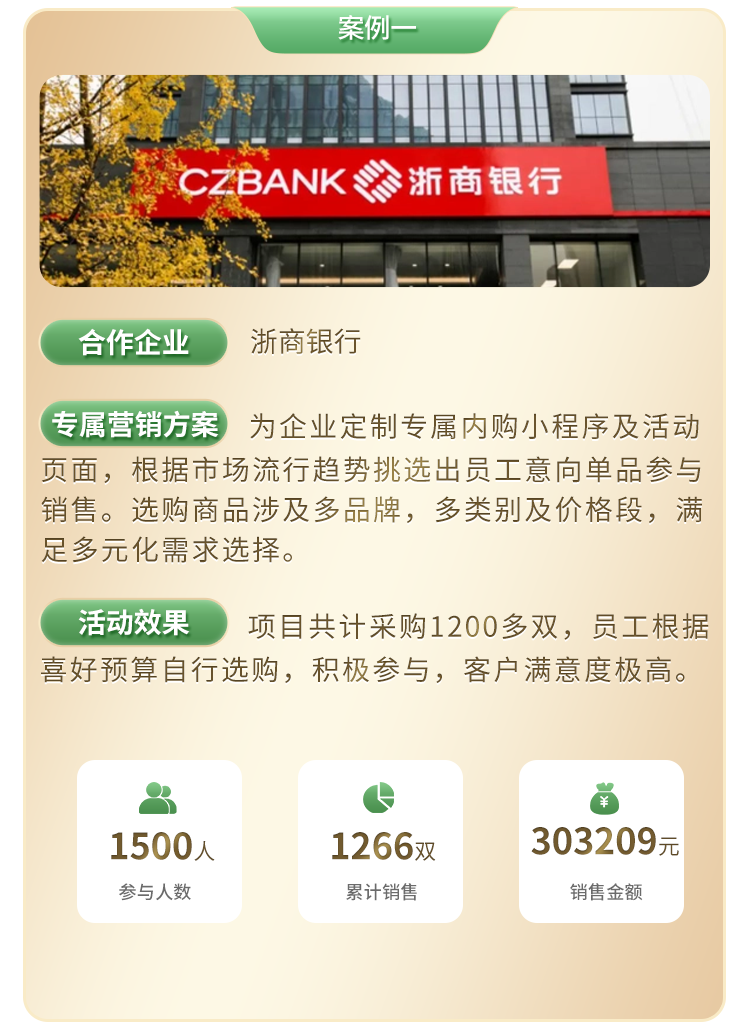 案例一
CZBANK 浙商银行
合作企业 浙商银行
专属营销方案 为企业定制专属内购小程序及活动
页面，根据市场流行趋势挑选出员工意向单品参与
销售。选购商品涉及多品牌，多类别及价格段，满
足多元化需求选择。
活动效果 项目共计采购1200多双，员工根据
喜好预算自行选购，积极参与，客户满意度极高。
1500人 1266双 303209元
参与人数 累计销售 销售金额